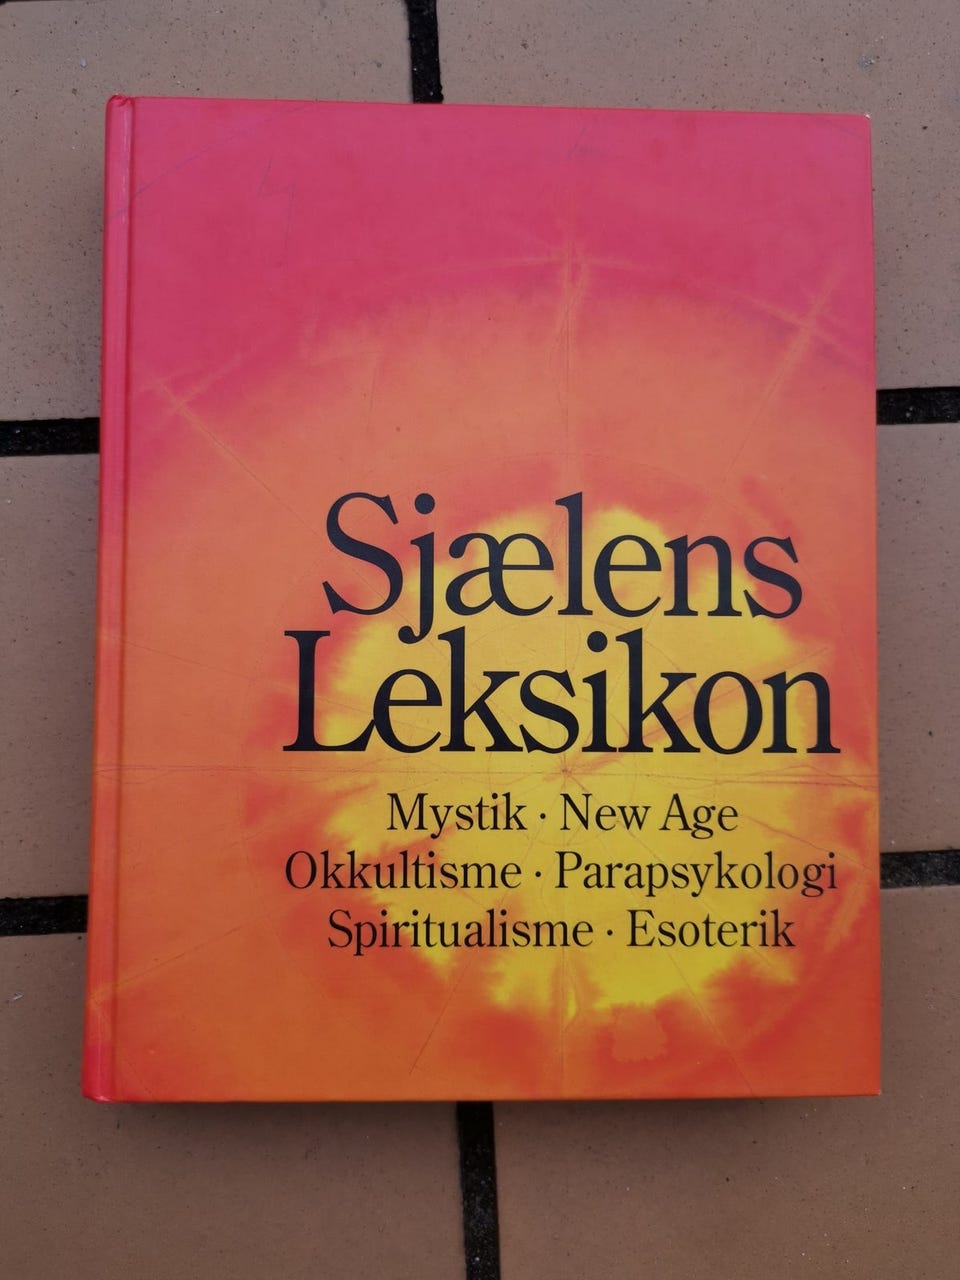 Sjælens
Leksikon
Mystik · New Age
Okkultisme · Parapsykologi
Spiritualisme · Esoterik